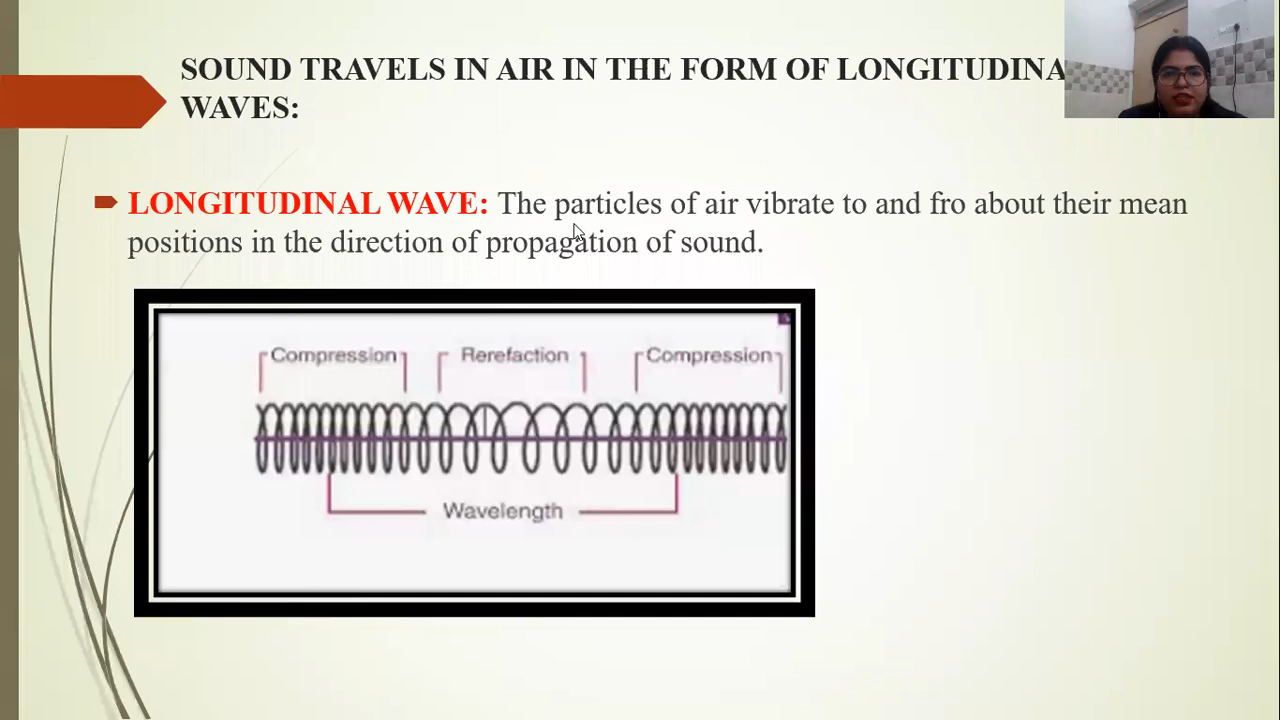 SOUND TRAVELS IN AIR IN THE FORM OF LONGITUDINA
WAVES:
LONGITUDINAL WAVE: The particles of air vibrate to and fro about their mean
positions in the direction of propagation of sound.
Compression Rerefaction Compression
Wavelength